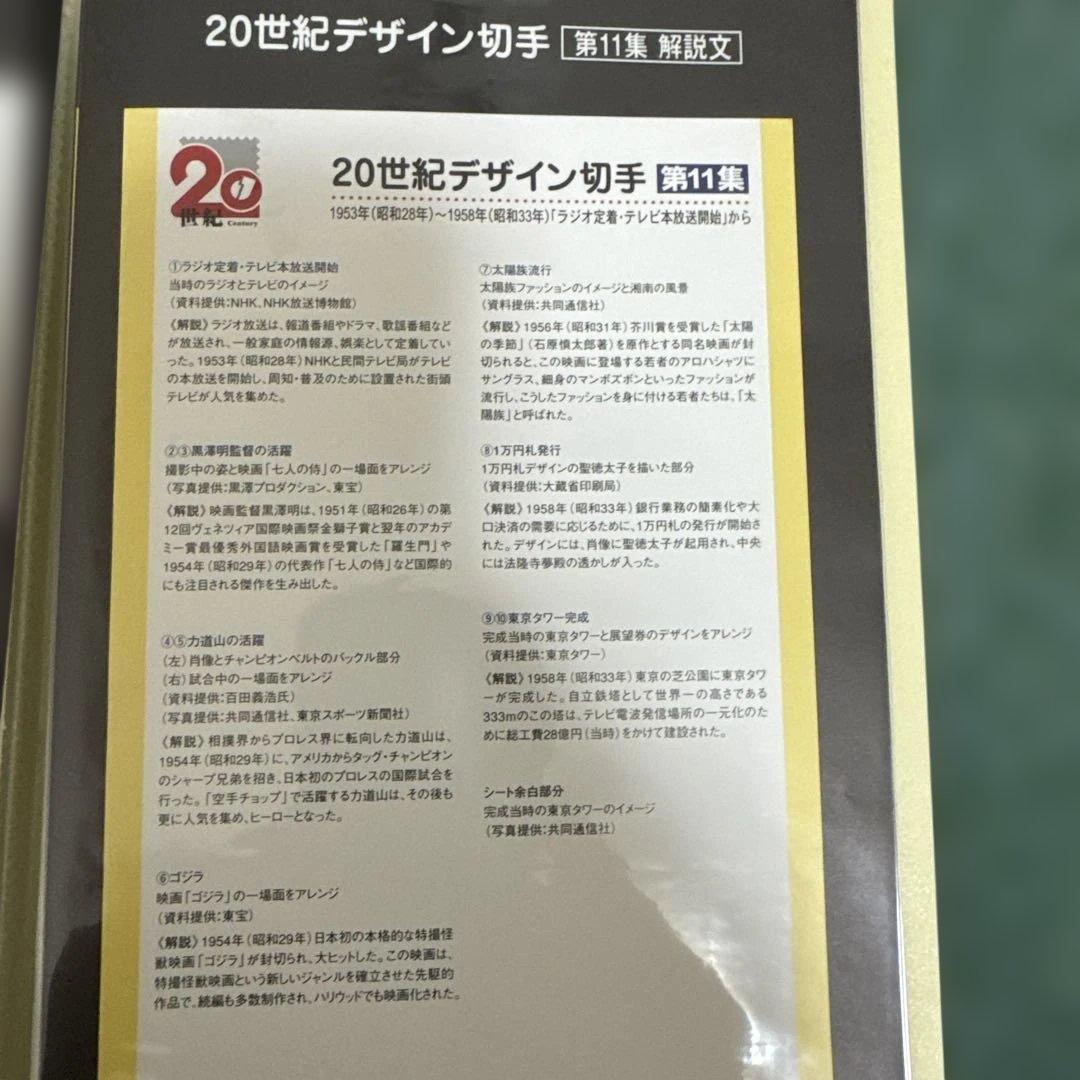 20世紀デザイン切手 第11集 解説文
20世紀 Century
20世紀デザイン切手 第11集
1953年(昭和28年)〜1958年(昭和33年)「ラジオ定着・テレビ本放送開始」から
①ラジオ定着・テレビ本放送開始
当時のラジオとテレビのイメージ
(資料提供:NHK、NHK放送博物館)
《解説》ラジオ放送は、報道番組やドラマ、歌謡番組など
が放送され、一般家庭の情報源、娯楽として定着してい
った。1953年(昭和28年)NHKと民間テレビ局がテレビ
の本放送を開始し、周知・普及のために設置された街頭
テレビが人気を集めた。
②③黒澤明監督の活躍
撮影中の姿と映画「七人の侍」の一場面をアレンジ
(写真提供:黒澤プロダクション、東宝)
《解説》映画監督黒澤明は、1951年(昭和26年)の第
12回ヴェネツィア国際映画祭金獅子賞と翌年のアカデ
ミー賞最優秀外国語映画賞を受賞した「羅生門」や
1954年(昭和29年)の代表作「七人の侍」など国際的
にも注目される傑作を生み出した。
④⑤力道山の活躍
(左)肖像とチャンピオンベルトのバックル部分
(右)試合中の一場面をアレンジ
(資料提供:百田義浩氏)
(写真提供:共同通信社、東京スポーツ新聞社)
《解説》相撲界からプロレス界に転向した力道山は、
1954年(昭和29年)に、アメリカからタッグ・チャンピオン
のシャープ兄弟を招き、日本初のプロレスの国際試合を
行った。「空手チョップ」で活躍する力道山は、その後も
更に人気を集め、ヒーローとなった。
⑥ゴジラ
映画「ゴジラ」の一場面をアレンジ
(資料提供:東宝)
《解説》1954年(昭和29年)日本初の本格的な特撮怪
獣映画「ゴジラ」が封切られ、大ヒットした。この映画は、
特撮怪獣映画という新しいジャンルを確立させた先駆的
作品で、続編も多数制作され、ハリウッドでも映画化された。
⑦太陽族流行
太陽族ファッションのイメージと湘南の風景
(資料提供:共同通信社)
《解説》1956年(昭和31年)芥川賞を受賞した「太陽
の季節」(石原慎太郎著)を原作とする同名映画が封
切られると、この映画に登場する若者のアロハシャツに
サングラス、細身のマンボズボンといったファッションが
流行し、こうしたファッションを身に付ける若者たちは、「太
陽族」と呼ばれた。
⑧1万円札発行
1万円札デザインの聖徳太子を描いた部分
(資料提供:大蔵省印刷局)
《解説》1958年(昭和33年)銀行業務の簡素化や大
口決済の需要に応じるために、1万円札の発行が開始さ
れた。デザインには、肖像に聖徳太子が起用され、中央
には法隆寺夢殿の透かしが入った。
⑨⑩東京タワー完成
完成当時の東京タワーと展望券のデザインをアレンジ
(資料提供:東京タワー)
《解説》1958年(昭和33年)東京の芝公園に東京タワ
ーが完成した。自立鉄塔として世界一の高さである
333mのこの塔は、テレビ電波発信場所の一元化のた
めに総工費28億円(当時)をかけて建設された。
シート余白部分
完成当時の東京タワーのイメージ
(写真提供:共同通信社)